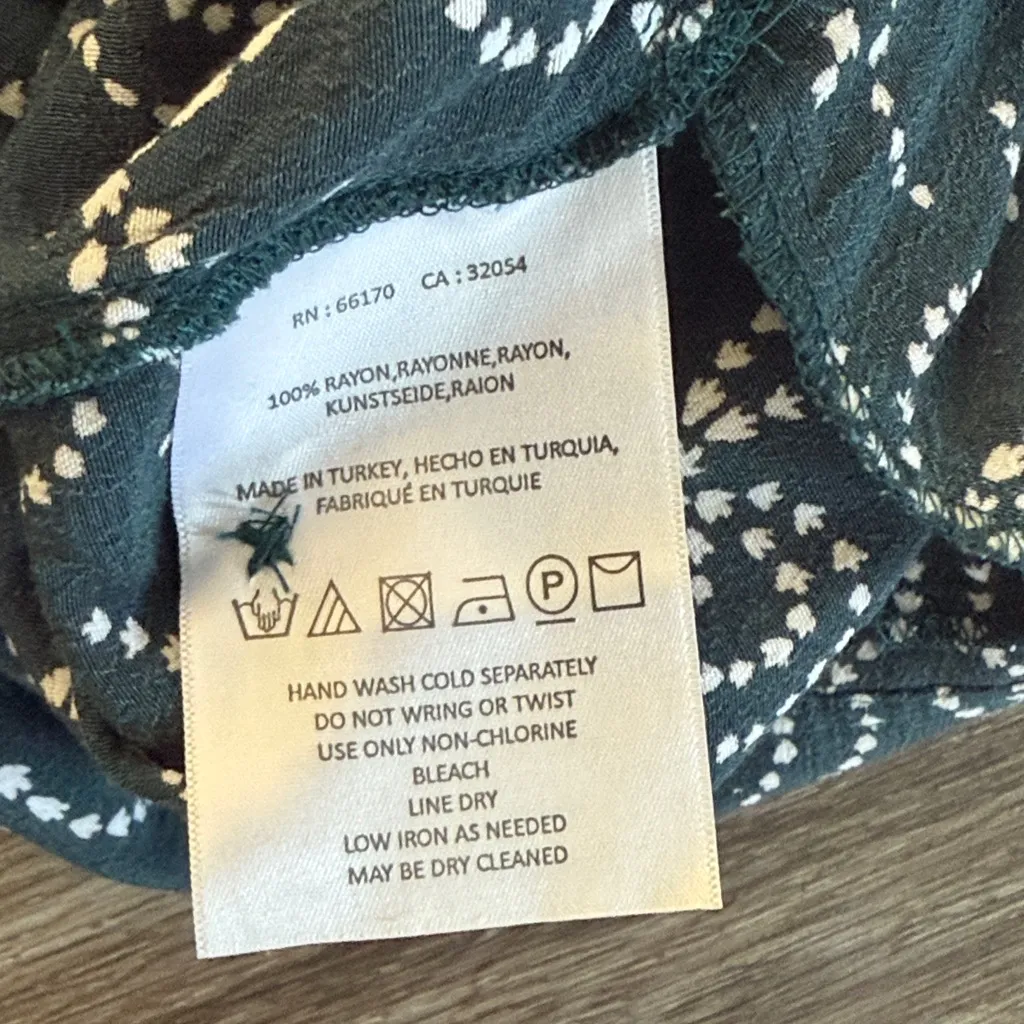 RN : 66170 CA : 32054
100% RAYON,RAYONNE,RAYON,
KUNSTSEIDE,RAION
MADE IN TURKEY, HECHO EN TURQUIA,
FABRIQUÉ EN TURQUIE
P
HAND WASH COLD SEPARATELY
DO NOT WRING OR TWIST
USE ONLY NON-CHLORINE
BLEACH
LINE DRY
LOW IRON AS NEEDED
MAY BE DRY CLEANED